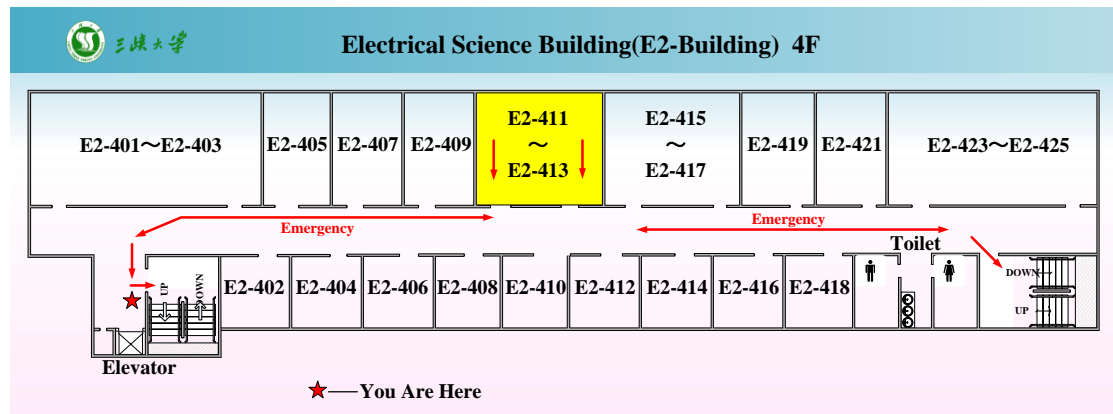 三峡大学
Electrical Science Building(E2-Building) 4F
E2-401～E2-403
E2-405
E2-407
E2-409
E2-411
～
E2-413
E2-415
～
E2-417
E2-419
E2-421
E2-423～E2-425
Emergency
Emergency
Toilet
UP
DOWN
E2-402
E2-404
E2-406
E2-408
E2-410
E2-412
E2-414
E2-416
E2-418
DOWN
UP
Elevator
★——You Are Here